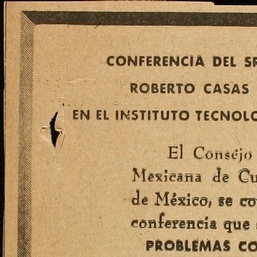 CONFERENCIA DEL SR
ROBERTO CASAS
EN EL INSTITUTO TECNOLO
El Consejo
Mexicana de Cu
de México, se co
conferencia que
PROBLEMAS CO